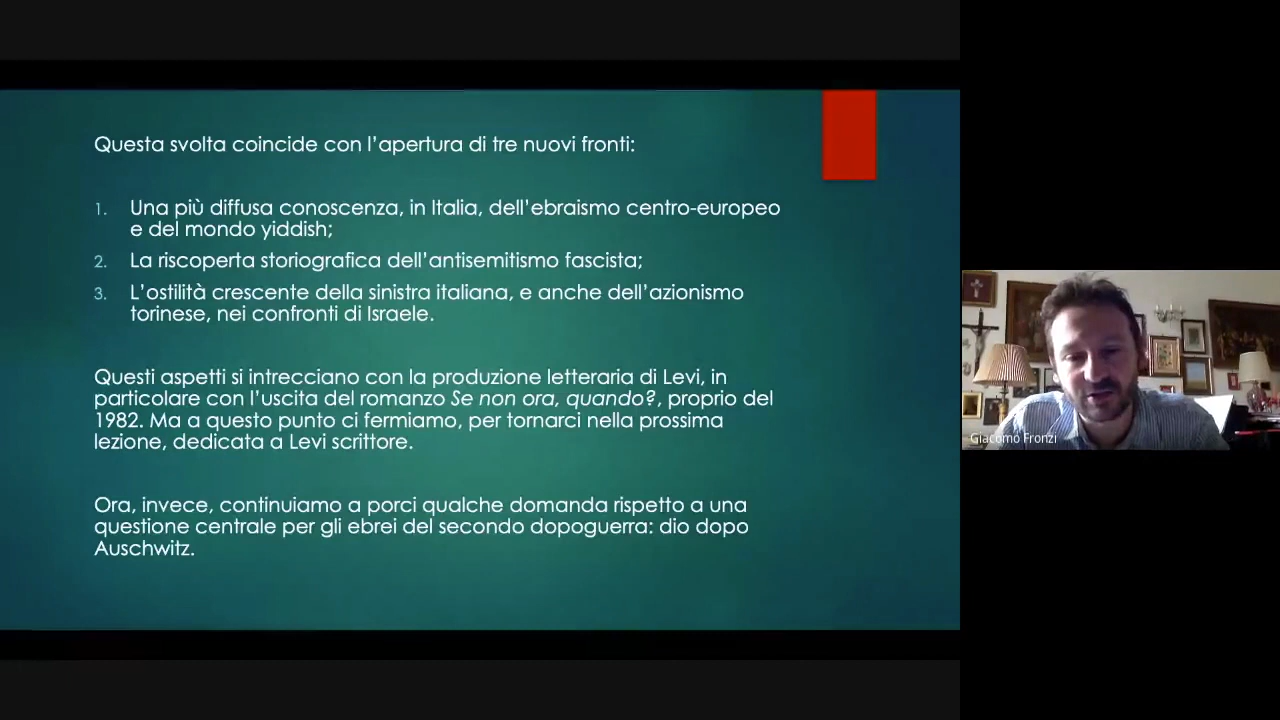 Questa svolta coincide con l'apertura di tre nuovi fronti:
1. Una più diffusa conoscenza, in Italia, dell'ebraismo centro-europeo
e del mondo yiddish;
2. La riscoperta storiografica dell'antisemitismo fascista;
3. L'ostilità crescente della sinistra italiana, e anche dell'azionismo
torinese, nei confronti di Israele.
Questi aspetti si intrecciano con la produzione letteraria di Levi, in
particolare con l'uscita del romanzo Se non ora, quando?, proprio del
1982. Ma a questo punto ci fermiamo, per tornarci nella prossima
lezione, dedicata a Levi scrittore.
Ora, invece, continuiamo a porci qualche domanda rispetto a una
questione centrale per gli ebrei del secondo dopoguerra: dio dopo
Auschwitz.
Giacomo Fronzi